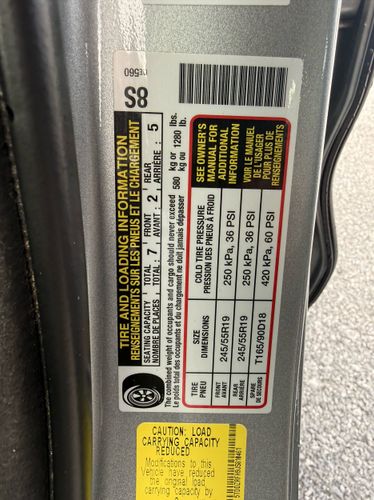 0E560
8S
TIRE AND LOADING INFORMATION
RENSEIGNEMENTS SUR LES PNEUS ET LE CHARGEMENT
SEATING CAPACITY TOTAL: 7 FRONT 2 REAR 5
NOMBRE DE PLACES, TOTAL: AVANT: ARRIÈRE:
The combined weight of occupants and cargo should never exceed 580 kg or 1280 lbs.
Le poids total des occupants et du chargement ne doit jamais dépasser kg ou lb.
TIRE SIZE COLD TIRE PRESSURE
PNEU DIMENSIONS PRESSION DES PNEUS À FROID
FRONT AVANT 245/55R19 250 kPa, 36 PSI
REAR ARRIÈRE 245/55R19 250 kPa, 36 PSI
SPARE DE SECOURS T165/90D18 420 kPa, 60 PSI
SEE OWNER'S
MANUAL FOR
ADDITIONAL
INFORMATION
VOIR LE MANUEL
DE L'USAGER
POUR PLUS DE
RENSEIGNEMENTS
CAUTION: LOAD
CARRYING CAPACITY
REDUCED
Modifications to this
Vehicle have reduced
the original load
carrying capacity by